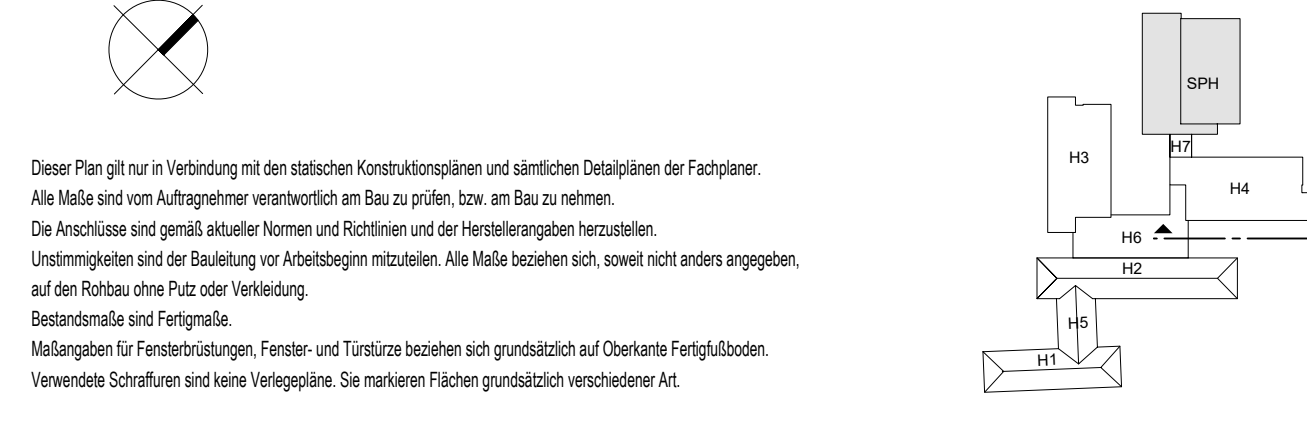 Dieser Plan gilt nur in Verbindung mit den statischen Konstruktionsplänen und sämtlichen Detailplänen der Fachplaner.
Alle Maße sind vom Auftragnehmer verantwortlich am Bau zu prüfen, bzw. am Bau zu nehmen.
Die Anschlüsse sind gemäß aktueller Normen und Richtlinien und der Herstellerangaben herzustellen.
Unstimmigkeiten sind der Bauleitung vor Arbeitsbeginn mitzuteilen. Alle Maße beziehen sich, soweit nicht anders angegeben,
auf den Rohbau ohne Putz oder Verkleidung.
Bestandsmaße sind Fertigmaße.
Maßangaben für Fensterbrüstungen, Fenster- und Türstürze beziehen sich grundsätzlich auf Oberkante Fertigfußboden.
Verwendete Schraffuren sind keine Verlegepläne. Sie markieren Flächen grundsätzlich verschiedener Art.
SPH
H7
H3
H4
H6
H2
H5
H1